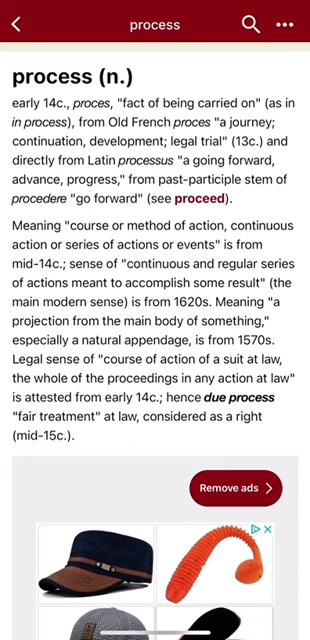 process
process (n.)
early 14c., proces, "fact of being carried on" (as in
in process), from Old French proces "a journey;
continuation, development; legal trial" (13c.) and
directly from Latin processus "a going forward,
advance, progress," from past-participle stem of
procedere "go forward" (see proceed).
Meaning "course or method of action, continuous
action or series of actions or events" is from
mid-14c.; sense of "continuous and regular series
of actions meant to accomplish some result" (the
main modern sense) is from 1620s. Meaning "a
projection from the main body of something,"
especially a natural appendage, is from 1570s.
Legal sense of "course of action of a suit at law,
the whole of the proceedings in any action at law"
is attested from early 14c.; hence due process
"fair treatment" at law, considered as a right
(mid-15c.).
Remove ads